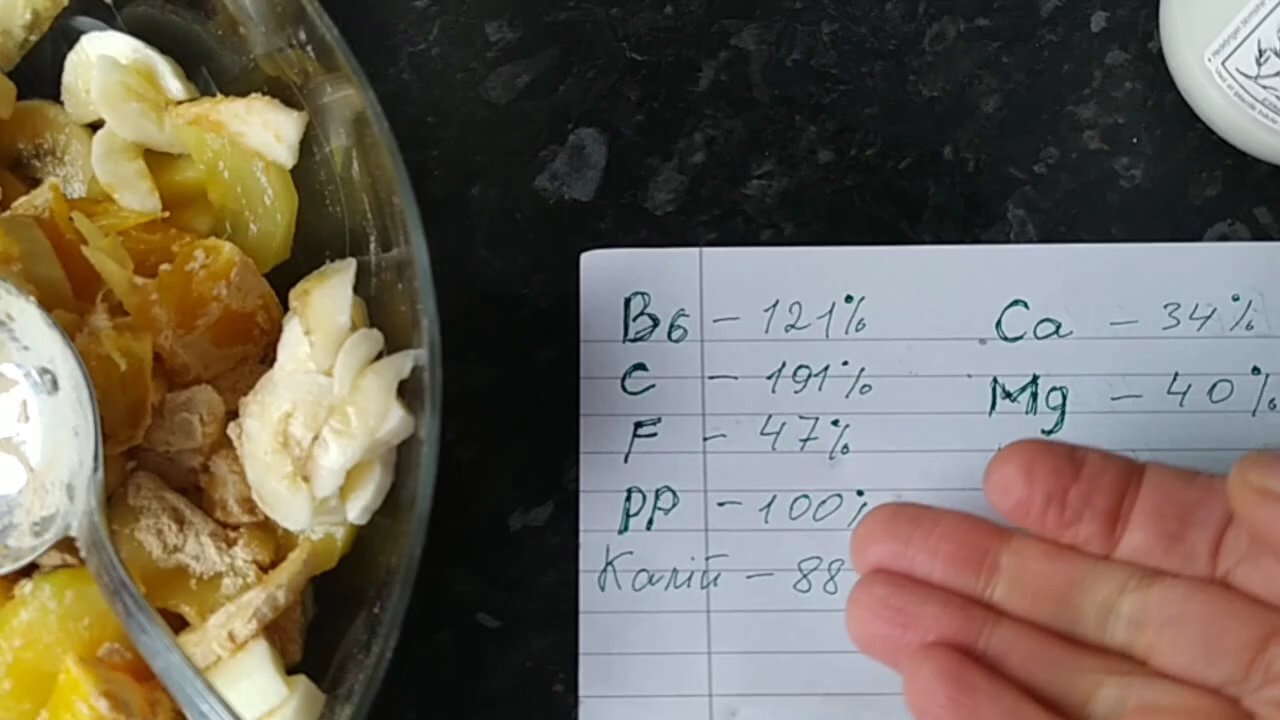 B6 - 121%
C - 191%
F - 47%
PP - 100%
Калій - 88
Ca - 34%
Mg - 40%